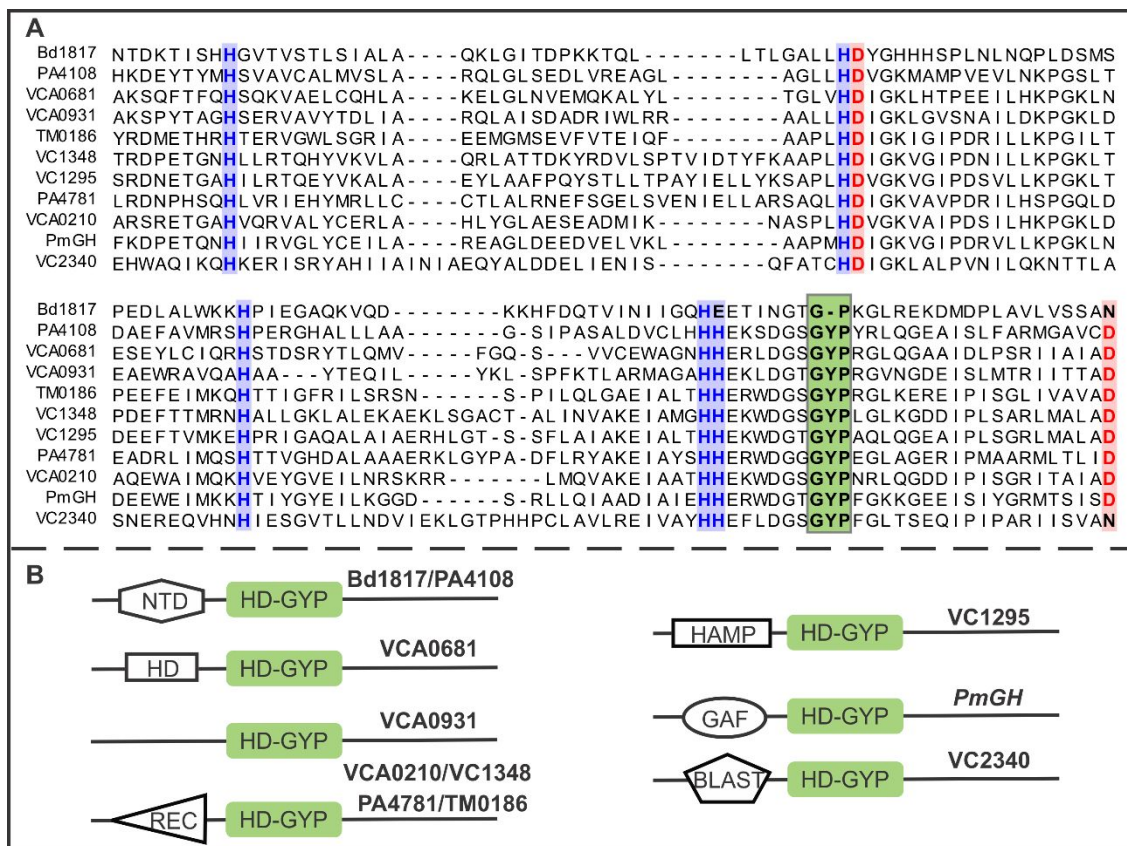 A
Bd1817 NTDKTISHHGVTVSTLSIALA----QKLGITDPKKTQL-------LTLGALLHDYGHHHSPLNLNQPLDSMS
PA4108 HKDEYTYMHSVAVCALMVSLA----RQLGLSEDLVREAGL-------AGLLHDVGKMAMPVEVLNKPGSLT
VCA0681 AKSQFTFQHSQKVAELCQHLA----KELGLNVEMQKALYL-------TGLVHDIGKLHTPEEILHKPGKLN
VCA0931 AKSPYTAGHSERVAVYTDLIA----RQLAISDADRIWLRR-------AALLHDIGKLGVSNAILDKPGKLD
TM0186 YRDMETHRHTERVGWLSGRIA----EEMGMSEVFVTEIQF-------AAPLHDIGKIGIPDRILLKPGILT
VC1348 TRDPETGNHLLRTQHYVKVLA----QRLATTDKYRDVLSPTVIDTYFKAAPLHDIGKVGIPDNILLKPGKLT
VC1295 SRDNETGAHILRTQEYVKALA----EYLAAFPQYSTLLTPAYIELLYKSAPLHDVGKVGIPDSILLKPGKLT
PA4781 LRDNPHSQHLVRIEHYMRLLC----CTLALRNEFSGELSVENIELLARSAQLHDIGKVAVPDRILHSPGQLD
VCA0210 ARSRETGAHVQRVALYCERLA----HLYGLAESEADMIK-------NASPLHDVGKVAIPDSILHKPGKLD
PmGH FKDPETQNHIIRVGLYCEILA----REAGLDEEDVELVKL-------AAPMHDIGKVGIPDRVLLKPGKLN
VC2340 EHWAQIKQHKERISRYAHIIAINIAEQYALDDELIENIS-------QFATCHDIGKLALPVNILQKNTTLA
Bd1817 PEDLALWKKHPIEGAQKVQD--------KKHFDQTVINIIGQHEETINGTG-PKGLREKDMDPLAVLVSSAN
PA4108 DAEFAVMRSHPERGHALLLAA------G-SIPASALDVCLHHHEKSDGSGYPYRLQGEAISLFARMGAVCD
VCA0681 ESEYLCIQRHSTDSRYTLQMV-----FGQ-S---VVCEWAGNHHERLDGSGYPRGLQGAAIDLPSRIIAIAD
VCA0931 EAEWRAVQAHAA---YTEQIL-----YKL-SPFKTLARMAGAHHEKLDGTGYPRGVNGDEISLMTRIITTAD
TM0186 PEEFEIMKQHTTIGFRILSRSN------SPILQLGAEIALTHHERWDGSGYPRGLKEREIPISGLIVAVAD
VC1348 PDEFTTMRNHALLGKLALEKAEKLSGACT-ALINVAKEIAMGHHEKWDGSGYPLGLKGDDIPLSARLMALAD
VC1295 DEEFTVMKEHPRIGAQALAIAERHLGT-S-SFLAIAKEIALTHHEKWDGTGYPAQLQGEAIPLSGRLMALAD
PA4781 EADRLIMQSHTTVGHDALAAAERKLGYPA-DFLRYAKEIAYSHHERWDGGGYPEGLAGERIPMAARMLTLID
VCA0210 AQEWAIMQKHVEYGVEILNRSKRR-------LMQVAKEIAATHHEKWDGSGYPNRLQGDDIPIVGRITAIAD
PmGH DEEWEIMKKHTIYGYEILKGGD-----S-RLLQIAADIAIEHHERWDGTGYPFGKKGEEISIYGRMTSISD
VC2340 SNEREQVHNHIESGVTLLNDVIEKLGTPHHPCLAVLREIVAYHHEFLDGSGYPFGLTSEQIPIPARIISVAN
B
NTD HD-GYP Bd1817/PA4108
HD HD-GYP VCA0681
HD-GYP VCA0931
VCA0210/VC1348
PA4781/TM0186
REC HD-GYP
HAMP HD-GYP VC1295
GAF HD-GYP PmGH
BLAST HD-GYP VC2340